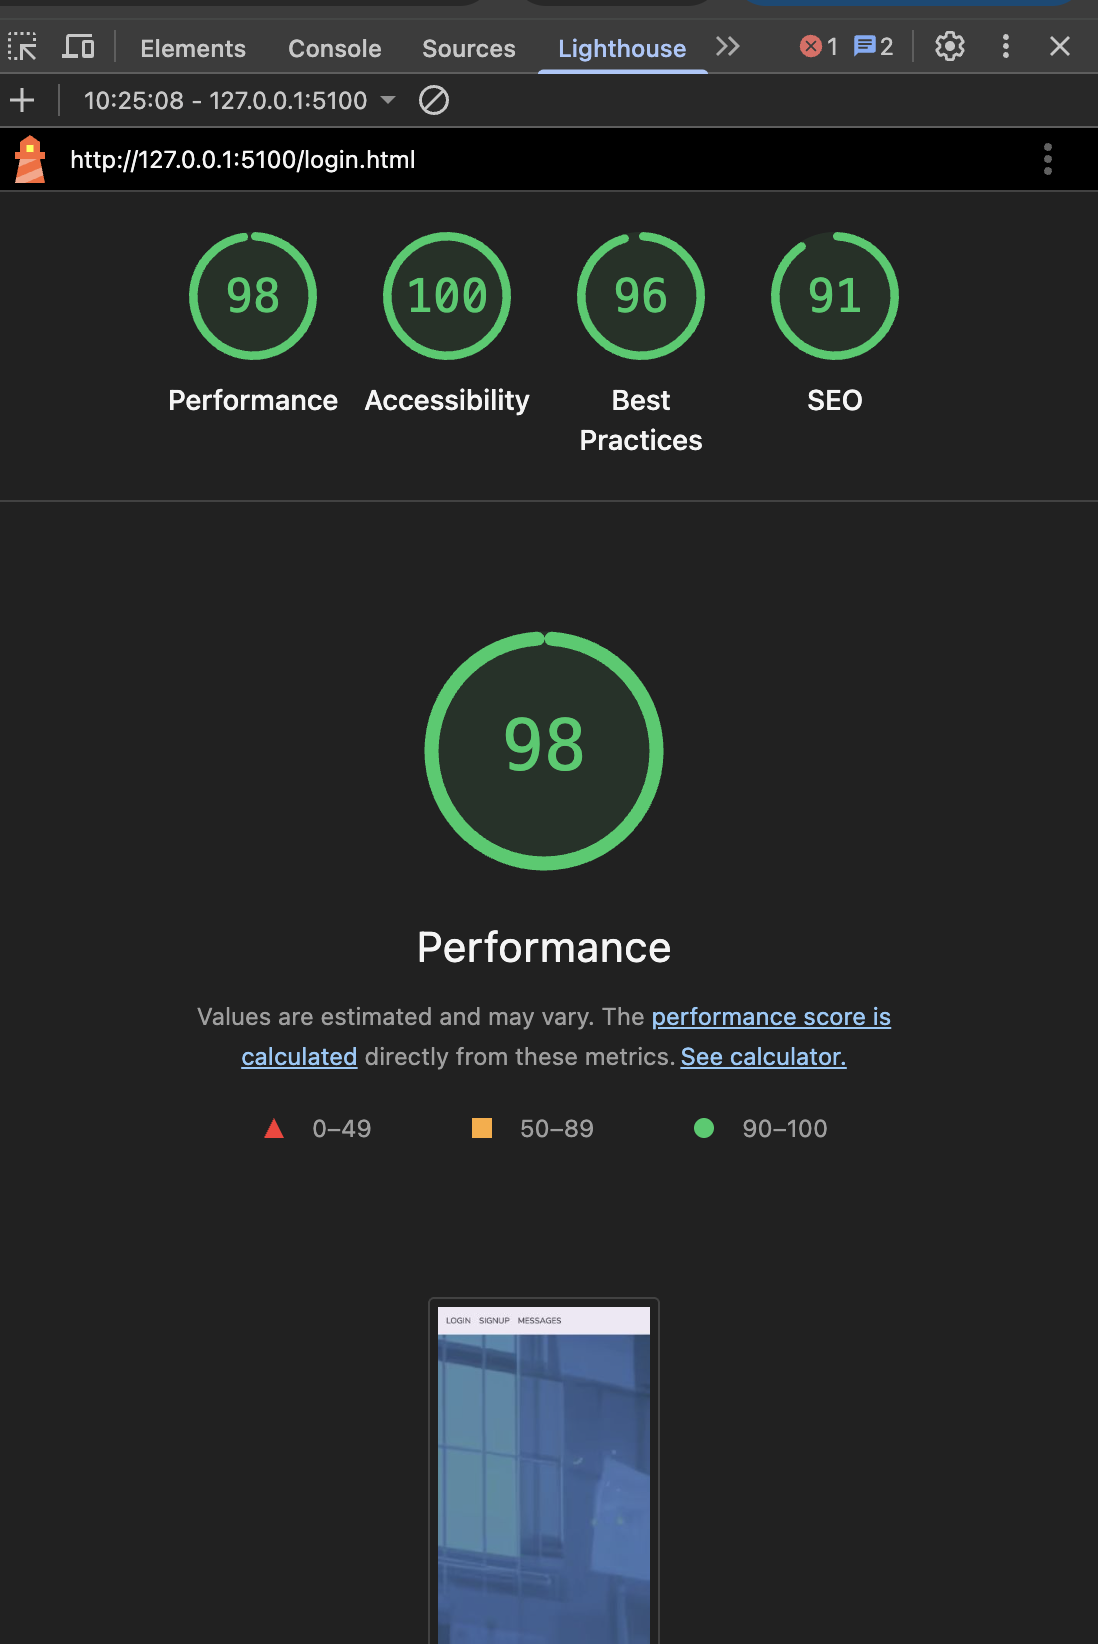 Elements Console Sources Lighthouse 1 2
10:25:08 - 127.0.0.1:5100
http://127.0.0.1:5100/login.html
98 100 96 91
Performance Accessibility Best Practices SEO
98
Performance
Values are estimated and may vary. The performance score is
calculated directly from these metrics. See calculator.
0–49 50–89 90–100
LOGIN SIGNUP MESSAGES